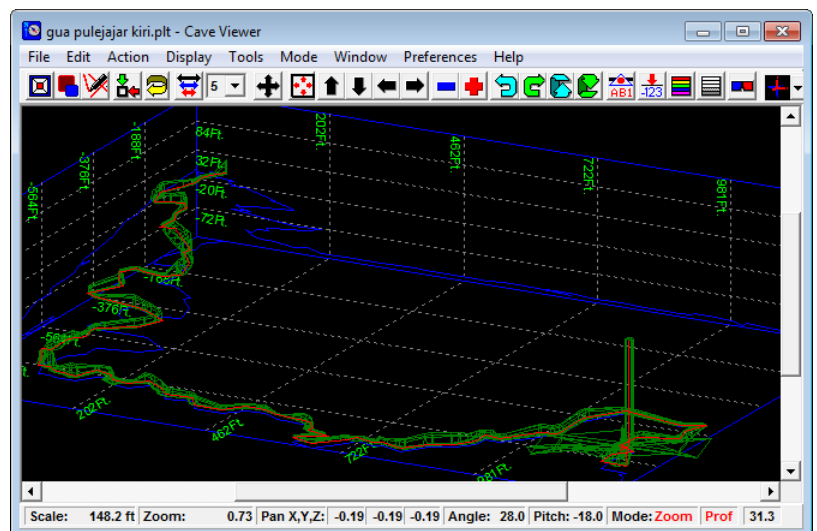 gua pulejajar kiri.plt - Cave Viewer
File Edit Action Display Tools Mode Window Preferences Help
5
AB1 -123
84Ft.
32Ft.
-20Ft.
-72Ft.
-564Ft.
-376Ft.
-188Ft.
202Ft.
462Ft.
722Ft.
981Ft.
-188Ft.
-376Ft.
-564Ft.
202Ft.
462Ft.
722Ft.
981Ft.
Scale: 148.2 ft Zoom: 0.73 Pan X,Y,Z: -0.19 -0.19 -0.19 Angle: 28.0 Pitch: -18.0 Mode: Zoom Prof 31.3